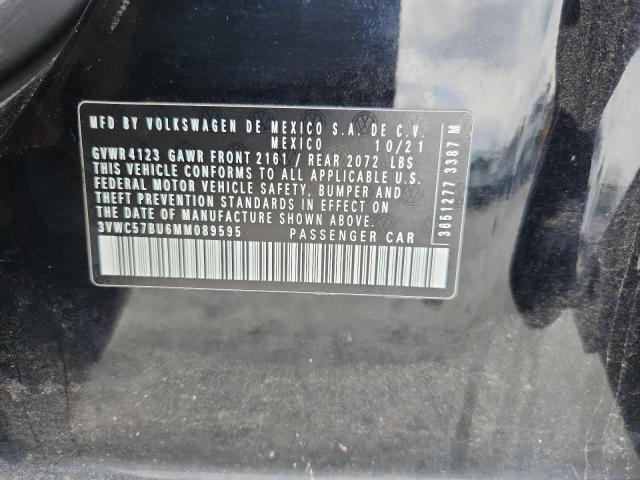 MFD BY VOLKSWAGEN DE MEXICO S.A. DE C.V.
MEXICO 10/21
GVWR4123 GAWR FRONT 2161 / REAR 2072 LBS
THIS VEHICLE CONFORMS TO ALL APPLICABLE U.S.
FEDERAL MOTOR VEHICLE SAFETY, BUMPER AND
THEFT PREVENTION STANDARDS IN EFFECT ON
THE DATE OF MANUFACTURE SHOWN ABOVE.
3VWC57BU6MM089595 PASSENGER CAR
3651277 3387 M